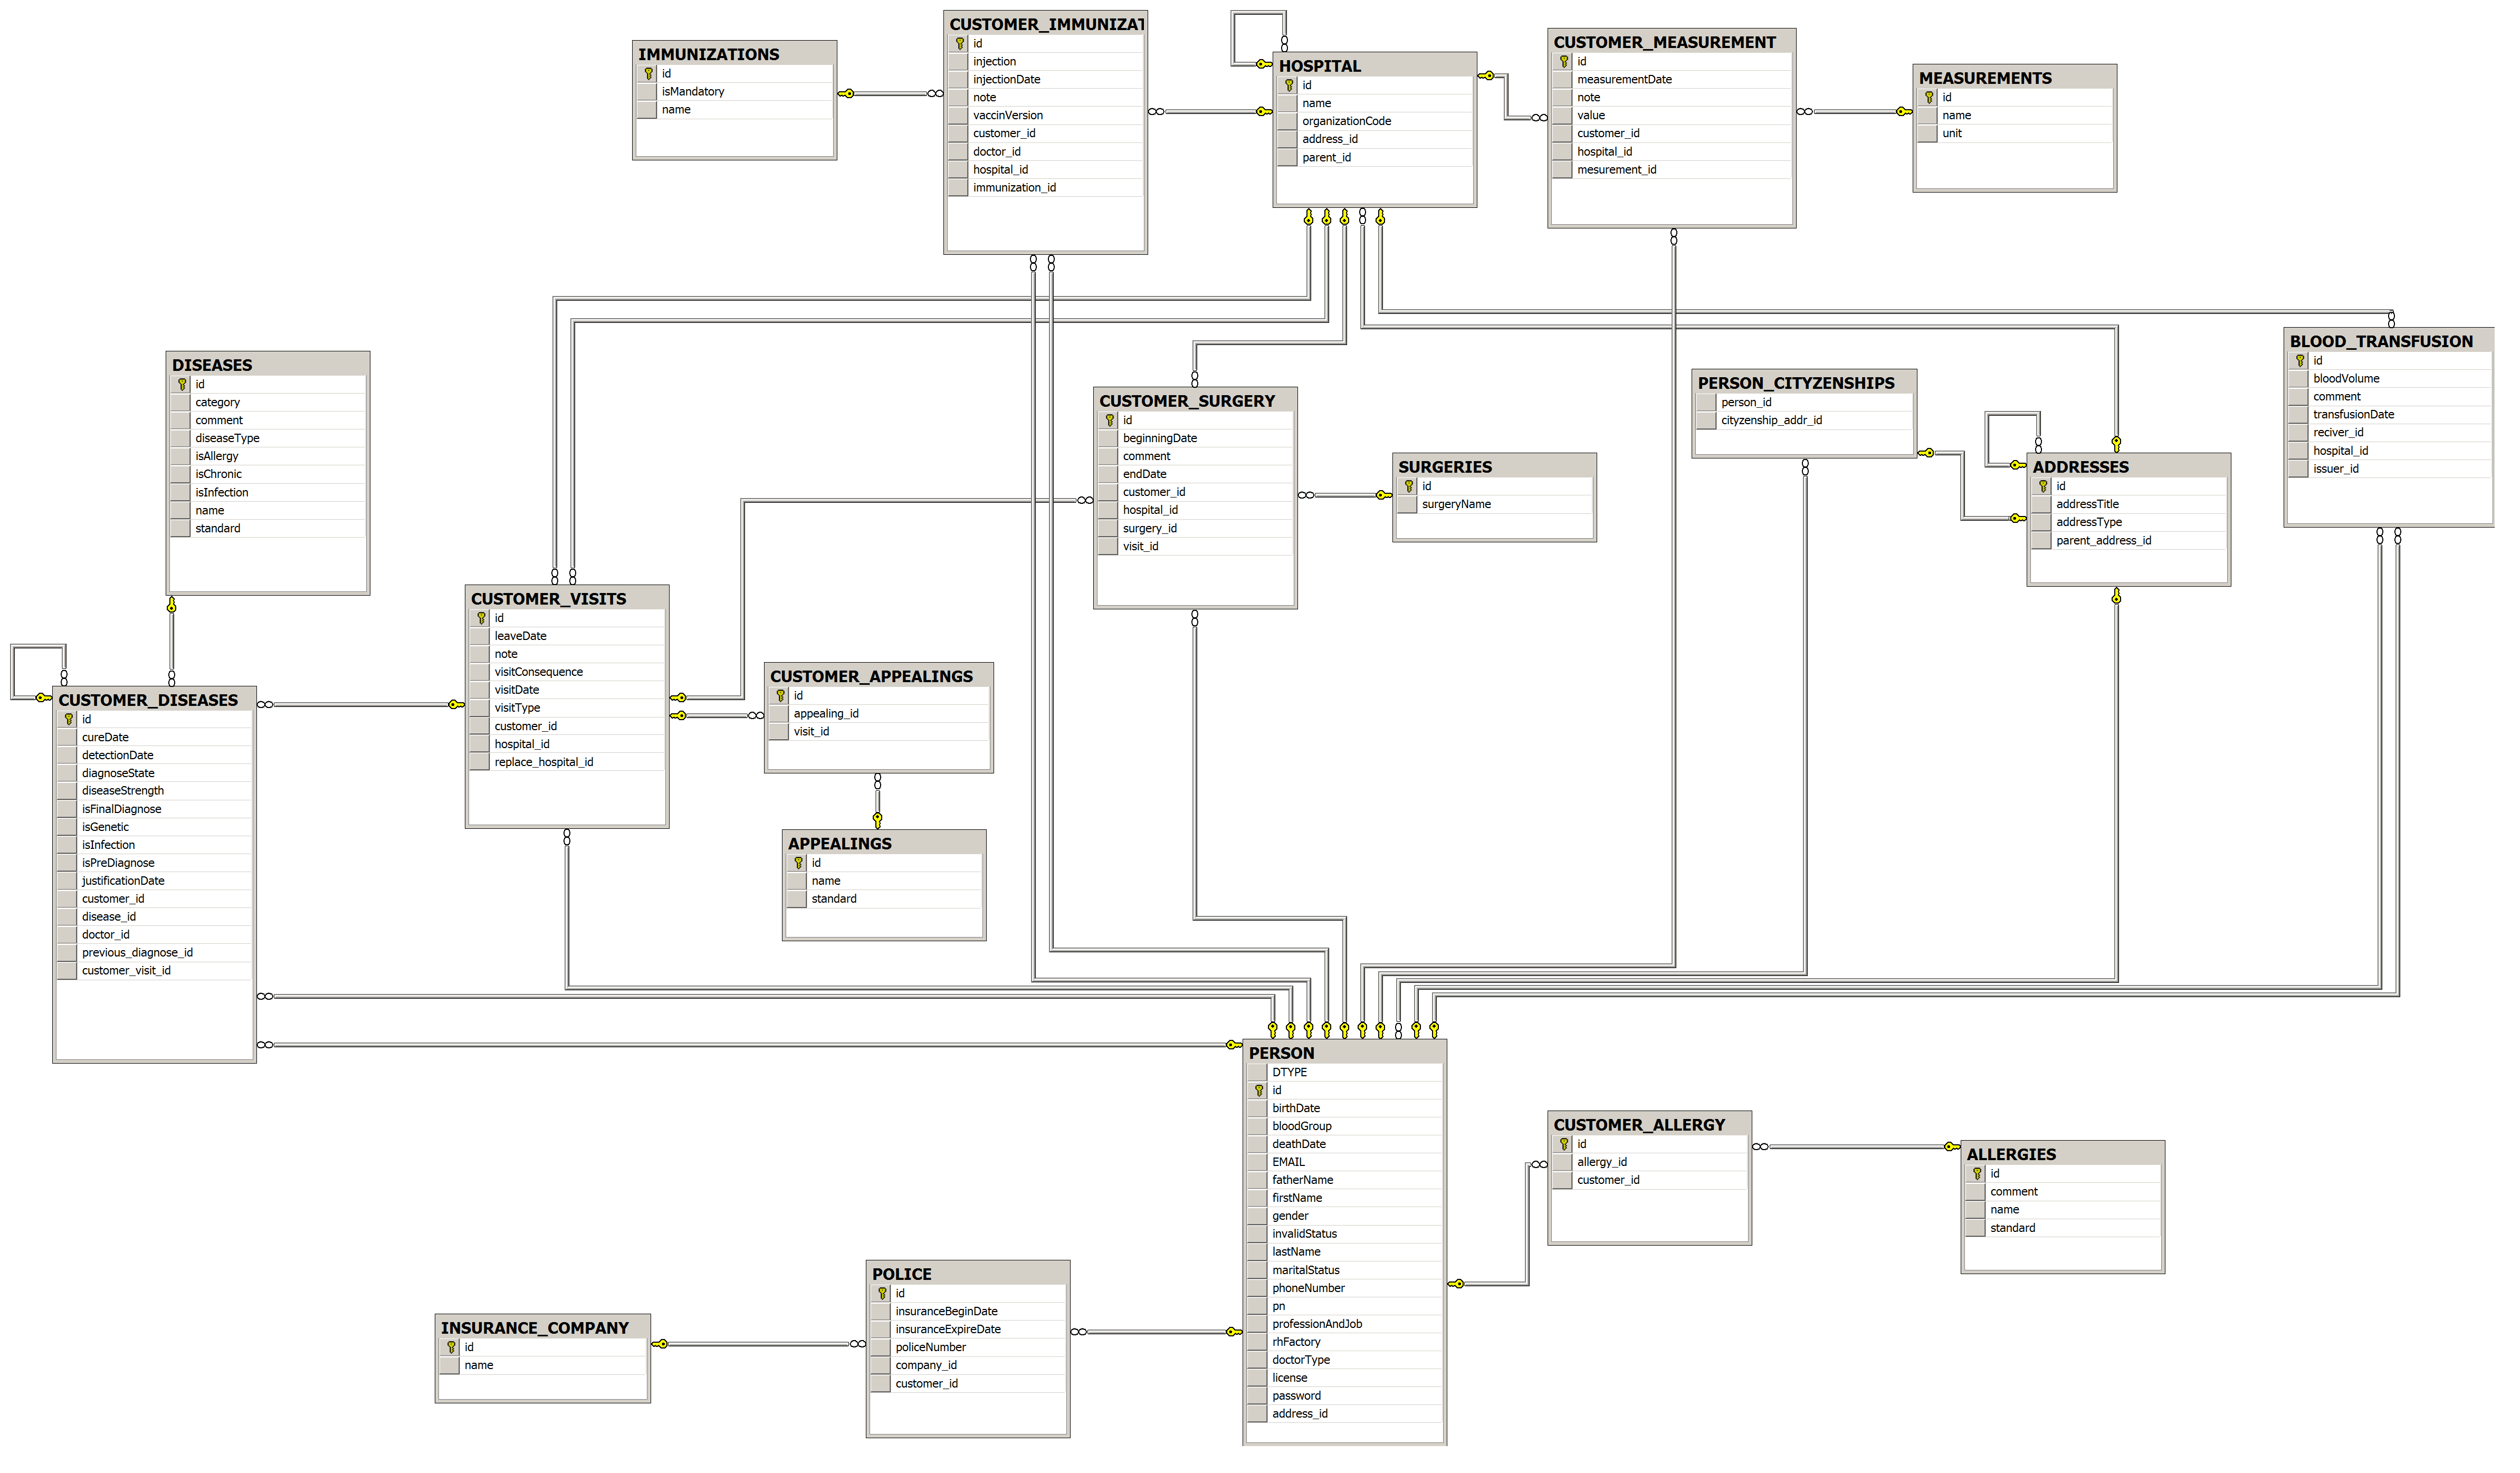 CUSTOMER_IMMUNIZAT
id
injection
injectionDate
note
vaccinVersion
customer_id
doctor_id
hospital_id
immunization_id
IMMUNIZATIONS
id
isMandatory
name
HOSPITAL
id
name
organizationCode
address_id
parent_id
CUSTOMER_MEASUREMENT
id
measurementDate
note
value
customer_id
hospital_id
mesurement_id
MEASUREMENTS
id
name
unit
DISEASES
id
category
comment
diseaseType
isAllergy
isChronic
isInfection
name
standard
CUSTOMER_SURGERY
id
beginningDate
comment
endDate
customer_id
hospital_id
surgery_id
visit_id
SURGERIES
id
surgeryName
PERSON_CITYZENSHIPS
person_id
cityzenship_addr_id
ADDRESSES
id
addressTitle
addressType
parent_address_id
BLOOD_TRANSFUSION
id
bloodVolume
comment
transfusionDate
reciver_id
hospital_id
issuer_id
CUSTOMER_DISEASES
id
cureDate
detectionDate
diagnoseState
diseaseStrength
isFinalDiagnose
isGenetic
isInfection
isPreDiagnose
justificationDate
customer_id
disease_id
doctor_id
previous_diagnose_id
customer_visit_id
CUSTOMER_VISITS
id
leaveDate
note
visitConsequence
visitDate
visitType
customer_id
hospital_id
replace_hospital_id
CUSTOMER_APPEALINGS
id
appealing_id
visit_id
APPEALINGS
id
name
standard
PERSON
DTYPE
id
birthDate
bloodGroup
deathDate
EMAIL
fatherName
firstName
gender
invalidStatus
lastName
maritalStatus
phoneNumber
pn
professionAndJob
rhFactory
doctorType
license
password
address_id
CUSTOMER_ALLERGY
id
allergy_id
customer_id
ALLERGIES
id
comment
name
standard
POLICE
id
insuranceBeginDate
insuranceExpireDate
policeNumber
company_id
customer_id
INSURANCE_COMPANY
id
name